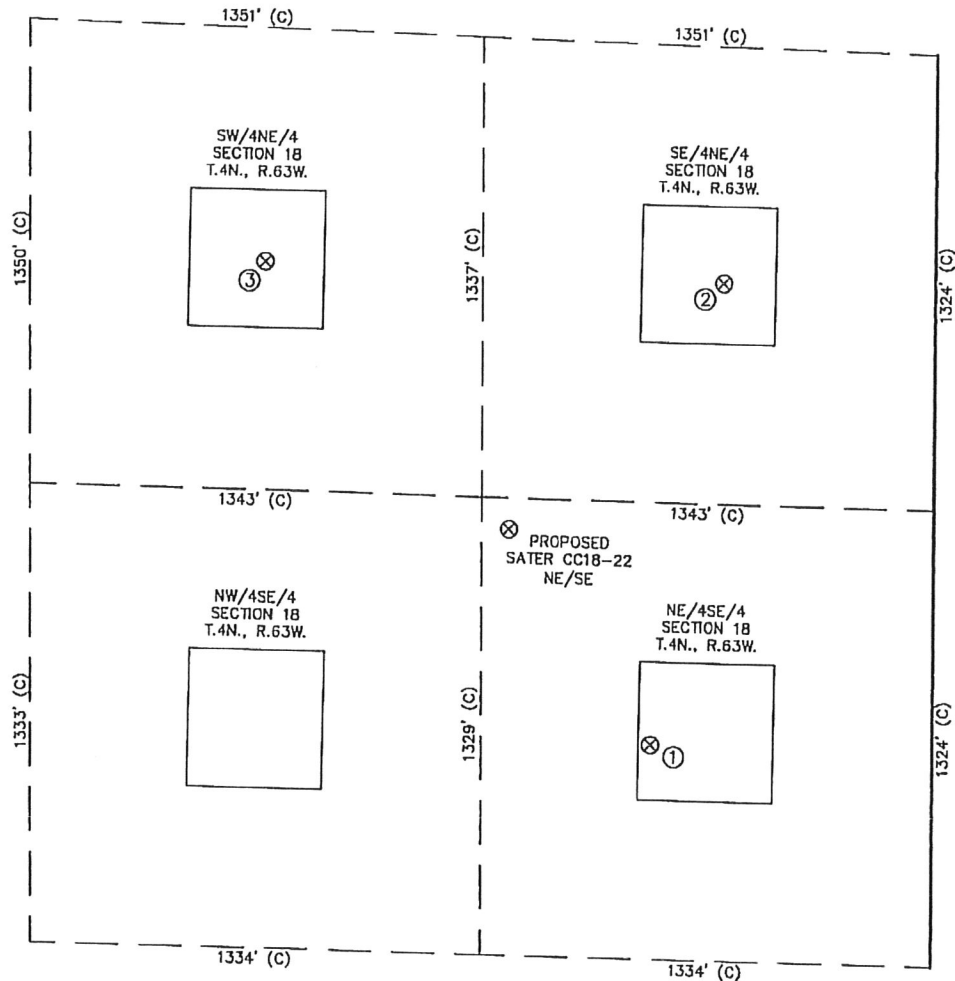 1351' (C)
1351' (C)
SW/4NE/4
SECTION 18
T.4N., R.63W.
SE/4NE/4
SECTION 18
T.4N., R.63W.
1350' (C)
3
1337' (C)
2
1324' (C)
1343' (C)
1343' (C)
PROPOSED
SATER CC18-22
NE/SE
NW/4SE/4
SECTION 18
T.4N., R.63W.
NE/4SE/4
SECTION 18
T.4N., R.63W.
1333' (C)
1329' (C)
1
1324' (C)
1334' (C)
1334' (C)